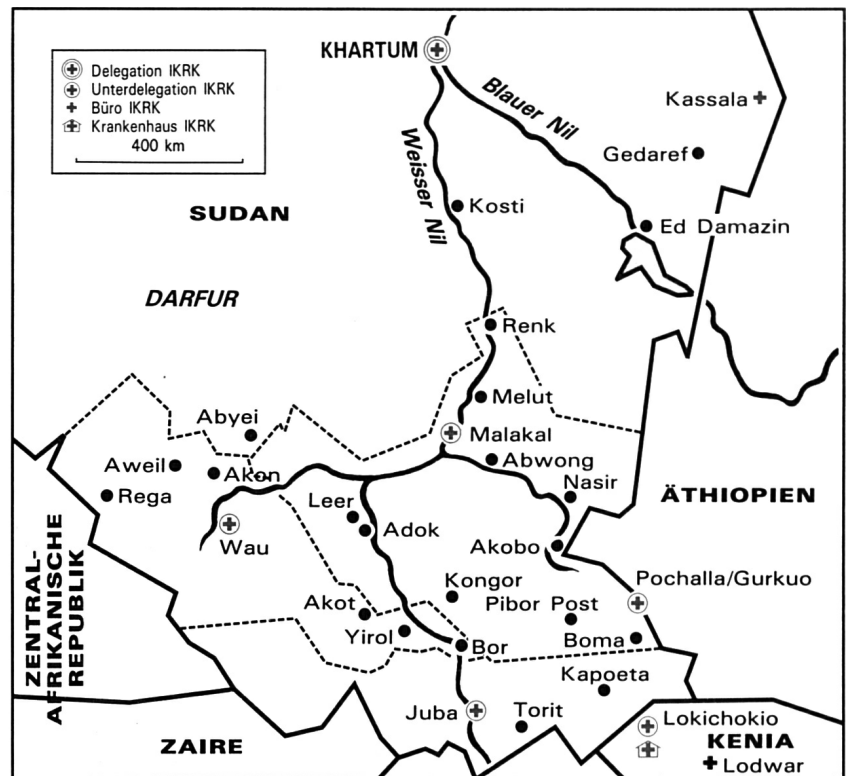 Delegation IKRK
Unterdelegation IKRK
Büro IKRK
Krankenhaus IKRK
400 km
KHARTUM
Blauer Nil
Weisser Nil
Kassala
Gedaref
Kosti
Ed Damazin
SUDAN
DARFUR
Renk
Melut
Abyei
Malakal
Aweil
Akon
Abwong
Rega
Nasir
ÄTHIOPIEN
Leer
Adok
Wau
Akobo
ZENTRAL-
AFRIKANISCHE
REPUBLIK
Kongor
Pochalla/Gurkuo
Akot
Pibor Post
Yirol
Bor
Boma
Kapoeta
Juba
Torit
Lokichokio
ZAIRE
KENIA
Lodwar